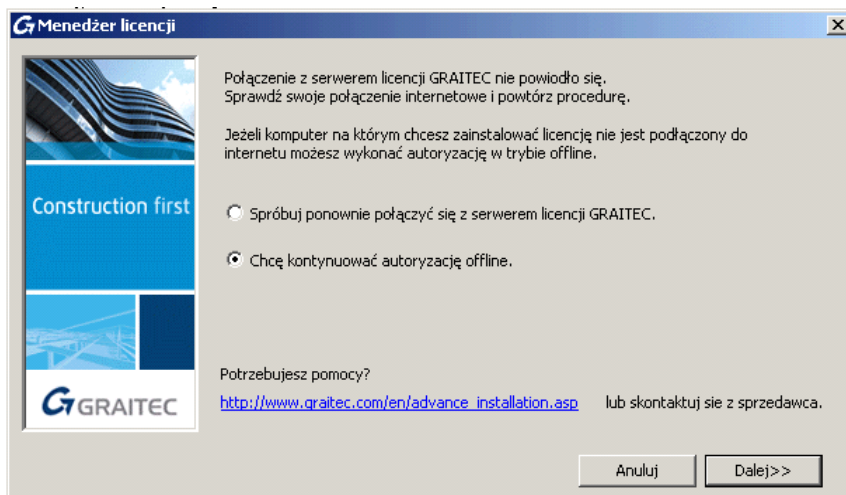 Menedżer licencji
Połączenie z serwerem licencji GRAITEC nie powiodło się.
Sprawdź swoje połączenie internetowe i powtórz procedurę.
Jeżeli komputer na którym chcesz zainstalować licencję nie jest podłączony do
internetu możesz wykonać autoryzację w trybie offline.
Construction first
Spróbuj ponownie połączyć się z serwerem licencji GRAITEC.
Chcę kontynuować autoryzację offline.
Potrzebujesz pomocy?
http://www.graitec.com/en/advance_installation.asp lub skontaktuj sie z sprzedawca.
GRAITEC
Anuluj Dalej>>